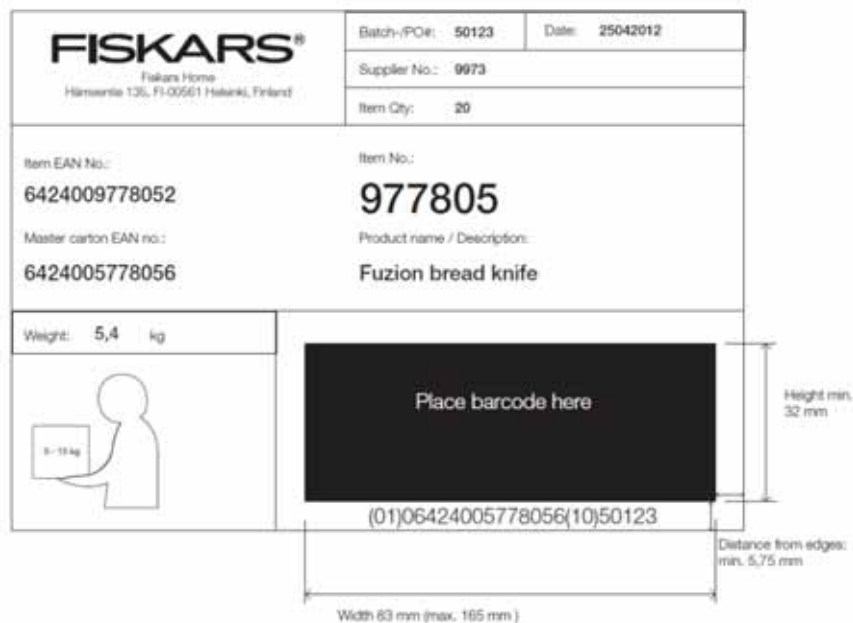 FISKARS®
Fiskars Home
Hämeentie 135, FI-00561 Helsinki, Finland
Batch-/PO#: 50123
Date: 25042012
Supplier No.: 9973
Item Qty: 20
Item EAN No.:
6424009778052
Master carton EAN no.:
6424005778056
Item No.:
977805
Product name / Description:
Fuzion bread knife
Weight: 5,4 kg
5 - 15 kg
Place barcode here
(01)06424005778056(10)50123
Height min.
32 mm
Distance from edges:
min. 5,75 mm
Width 83 mm (max. 165 mm )